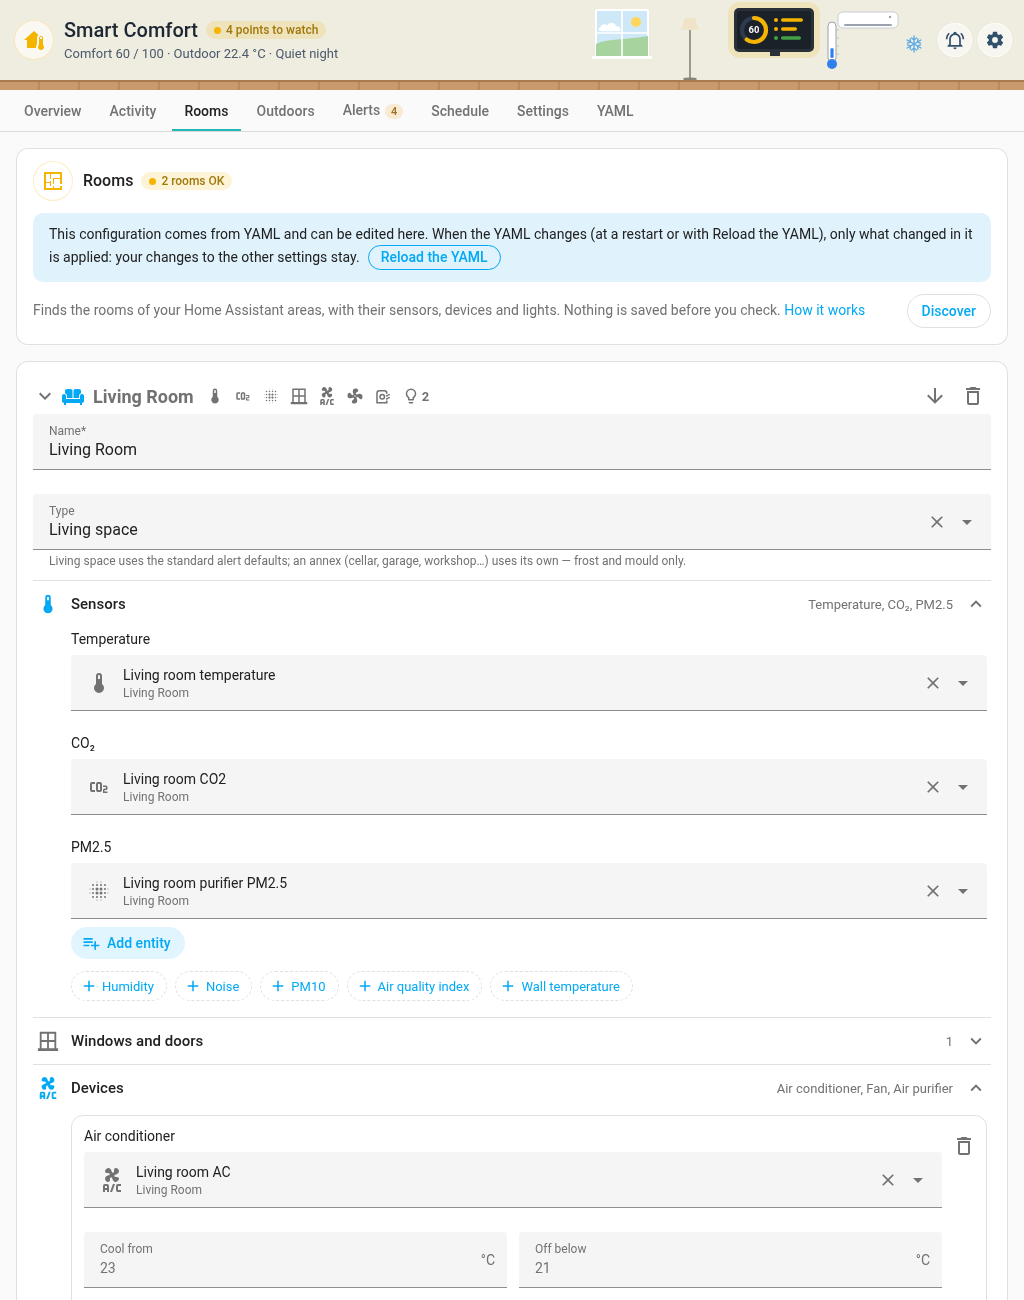 Smart Comfort
4 points to watch
Comfort 60 / 100 · Outdoor 22.4 °C · Quiet night
60
Overview
Activity
Rooms
Outdoors
Alerts 4
Schedule
Settings
YAML
Rooms
2 rooms OK
This configuration comes from YAML and can be edited here. When the YAML changes (at a restart or with Reload the YAML), only what changed in it
is applied: your changes to the other settings stay. Reload the YAML
Finds the rooms of your Home Assistant areas, with their sensors, devices and lights. Nothing is saved before you check. How it works
Discover
Living Room
CO₂
A/C
2
Name*
Living Room
Type
Living space
Living space uses the standard alert defaults; an annex (cellar, garage, workshop…) uses its own — frost and mould only.
Sensors
Temperature, CO₂, PM2.5
Temperature
Living room temperature
Living Room
CO₂
CO₂
Living room CO2
Living Room
PM2.5
Living room purifier PM2.5
Living Room
Add entity
Humidity
Noise
PM10
Air quality index
Wall temperature
Windows and doors
1
A/C
Devices
Air conditioner, Fan, Air purifier
Air conditioner
A/C
Living room AC
Living Room
Cool from
23
°C
Off below
21
°C